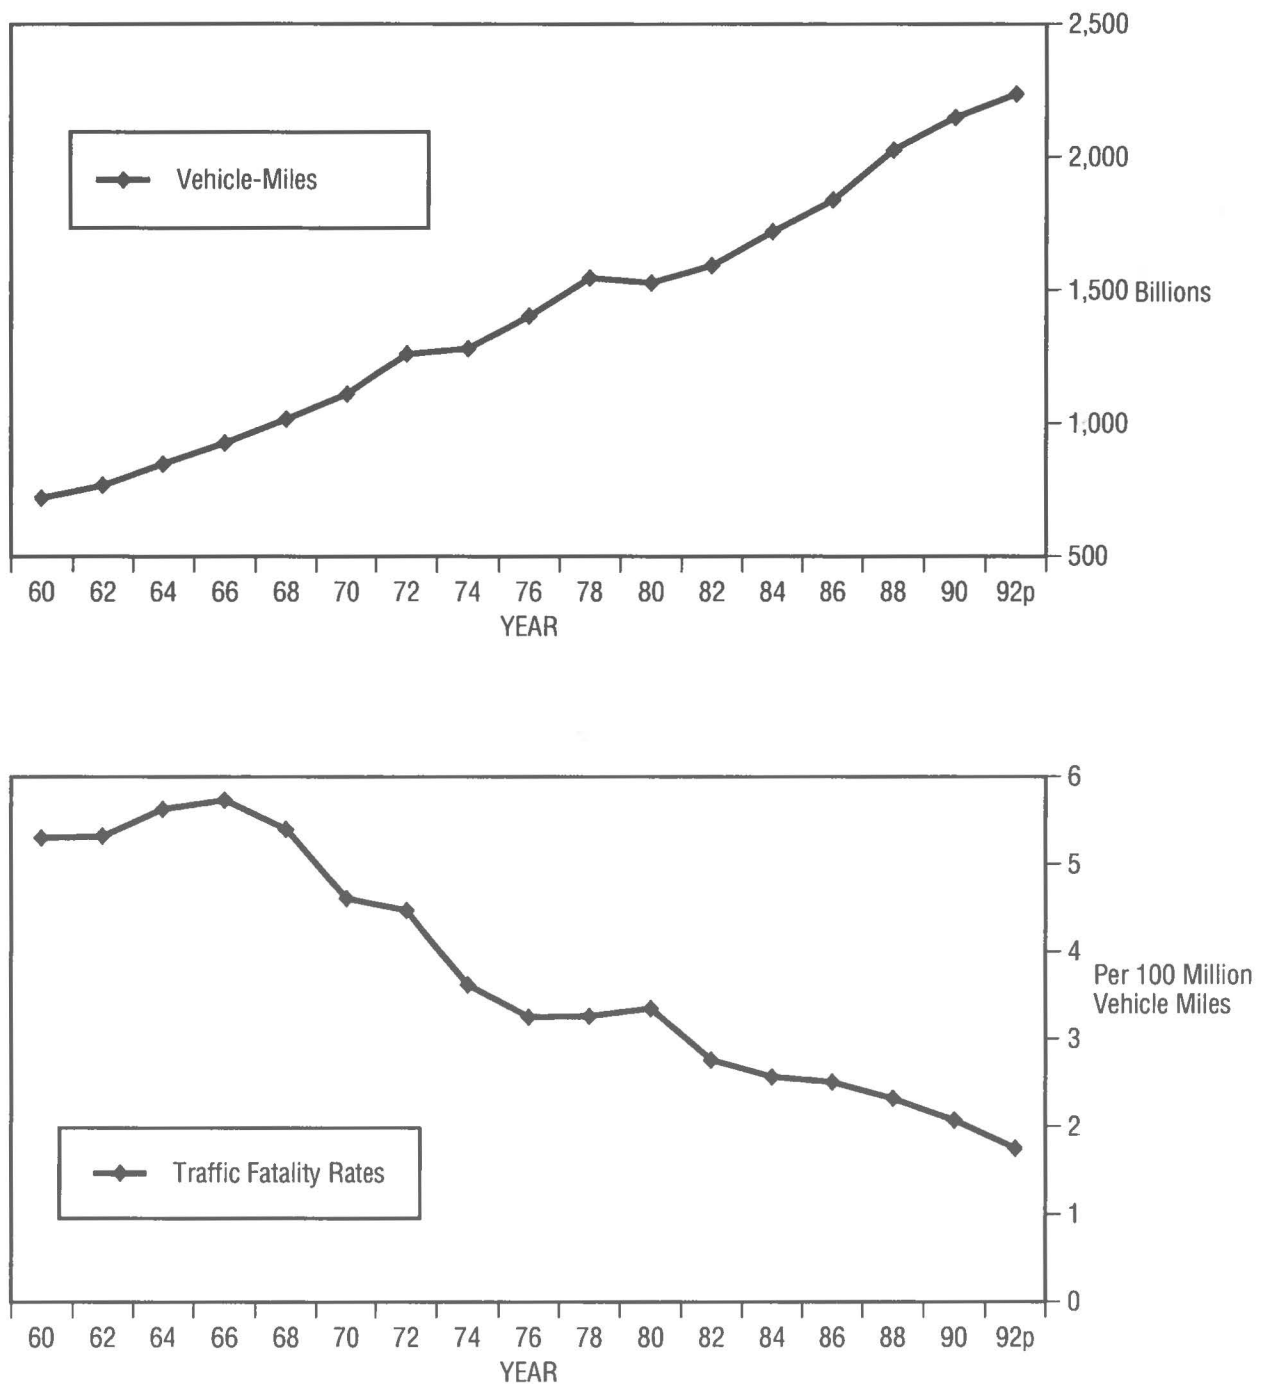 2,500
Vehicle-Miles
2,000
1,500 Billions
1,000
500
60 62 64 66 68 70 72 74 76 78 80 82 84 86 88 90 92p
YEAR
6
5
4
Per 100 Million
Vehicle Miles
3
2
Traffic Fatality Rates
1
0
60 62 64 66 68 70 72 74 76 78 80 82 84 86 88 90 92p
YEAR